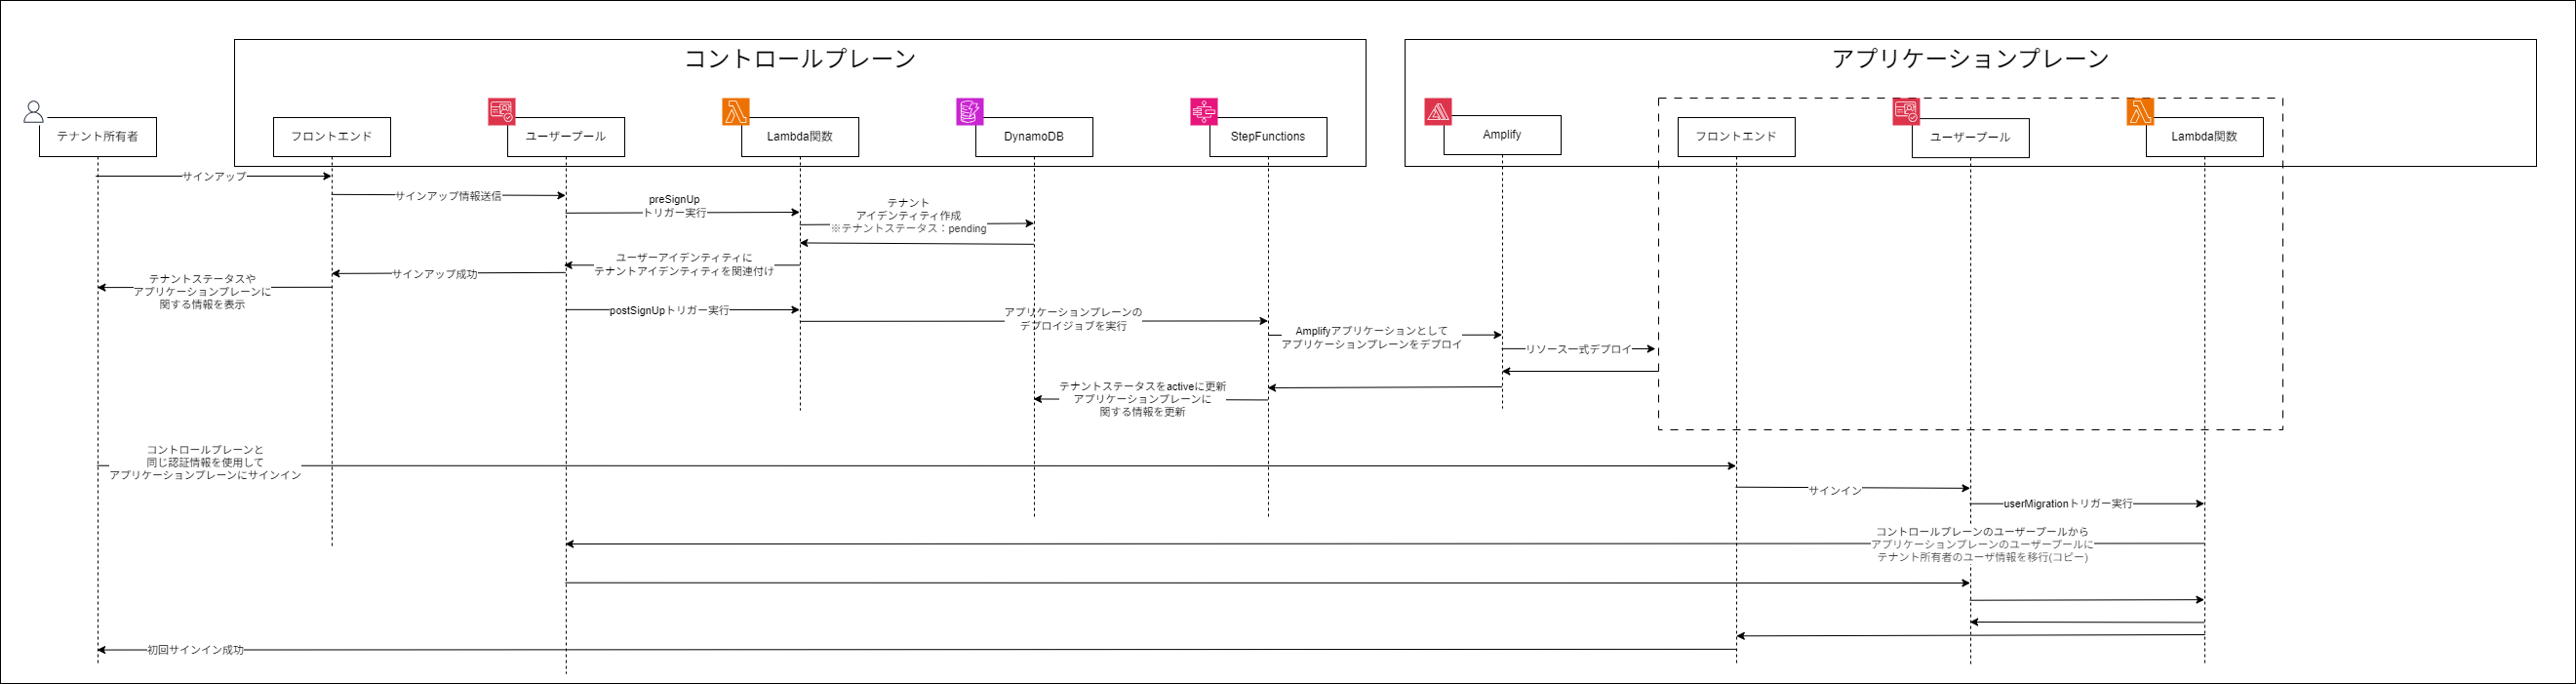 コントロールプレーン
アプリケーションプレーン
テナント所有者
フロントエンド
ユーザープール
Lambda関数
DynamoDB
StepFunctions
Amplify
フロントエンド
ユーザープール
Lambda関数
サインアップ
サインアップ情報送信
preSignUp
トリガー実行
テナント
アイデンティティ作成
※テナントステータス：pending
ユーザーアイデンティティに
テナントアイデンティティを関連付け
サインアップ成功
テナントステータスや
アプリケーションプレーンに
関する情報を表示
postSignUpトリガー実行
アプリケーションプレーンの
デプロイジョブを実行
Amplifyアプリケーションとして
アプリケーションプレーンをデプロイ
リソース一式デプロイ
テナントステータスをactiveに更新
アプリケーションプレーンに
関する情報を更新
コントロールプレーンと
同じ認証情報を使用して
アプリケーションプレーンにサインイン
サインイン
userMigrationトリガー実行
コントロールプレーンのユーザープールから
アプリケーションプレーンのユーザープールに
テナント所有者のユーザ情報を移行(コピー)
初回サインイン成功